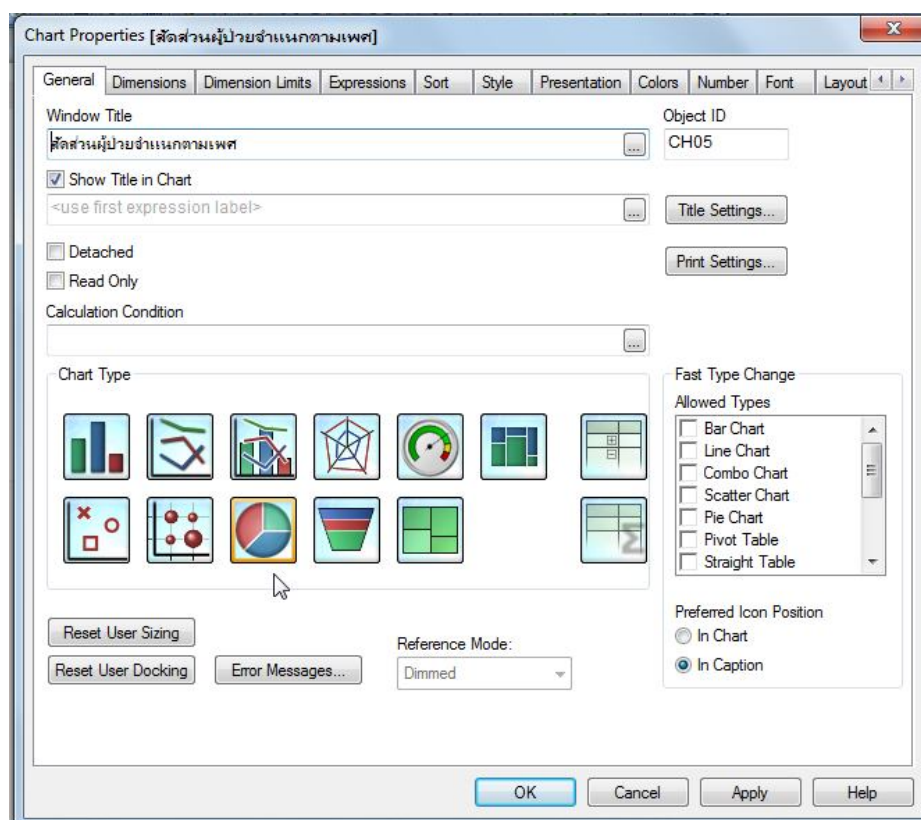 Chart Properties [สัดส่วนผู้ป่วยจำแนกตามเพศ]
General Dimensions Dimension Limits Expressions Sort Style Presentation Colors Number Font Layout
Window Title
Object ID
สัดส่วนผู้ป่วยจำแนกตามเพศ ...
CH05
Show Title in Chart
<use first expression label> ...
Title Settings...
Detached
Print Settings...
Read Only
Calculation Condition
...
Chart Type
Fast Type Change
Allowed Types
Bar Chart
Line Chart
Combo Chart
Scatter Chart
Pie Chart
Pivot Table
Straight Table
Preferred Icon Position
In Chart
In Caption
Reset User Sizing
Reference Mode:
Reset User Docking
Error Messages...
Dimmed
OK Cancel Apply Help